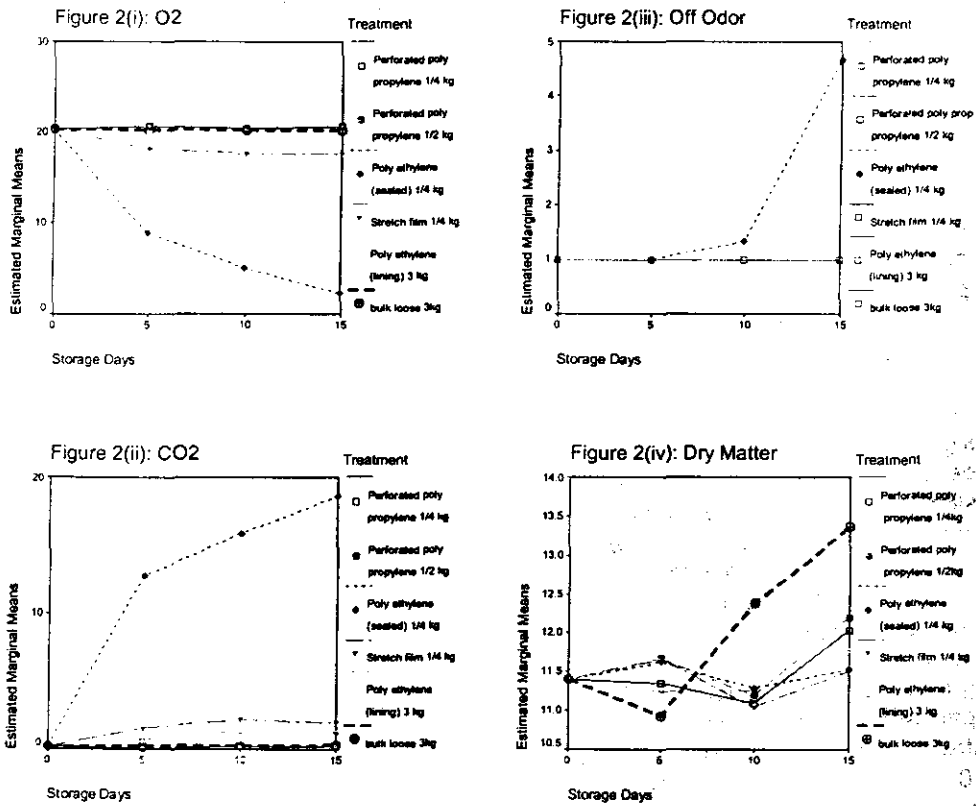 Figure 2(i): O2
Treatment
30
20
10
0
0 5 10 15
Estimated Marginal Means
Storage Days
Perforated poly
propylene 1/4 kg
Perforated poly
propylene 1/2 kg
Poly ethylene
(sealed) 1/4 kg
Stretch film 1/4 kg
Poly ethylene
(lining) 3 kg
bulk loose 3kg
Figure 2(iii): Off Odor
Treatment
5
4
3
2
1
0
0 5 10 15
Estimated Marginal Means
Storage Days
Perforated poly
propylene 1/4 kg
Perforated poly prop
propylene 1/2 kg
Poly ethylene
(sealed) 1/4 kg
Stretch film 1/4 kg
Poly ethylene
(lining) 3 kg
bulk loose 3kg
Figure 2(ii): CO2
Treatment
20
10
0
0 5 10 15
Estimated Marginal Means
Storage Days
Perforated poly
propylene 1/4 kg
Perforated poly
propylene 1/2 kg
Poly ethylene
(sealed) 1/4 kg
Stretch film 1/4 kg
Poly ethylene
(lining) 3 kg
bulk loose 3kg
Figure 2(iv): Dry Matter
Treatment
14.0
13.5
13.0
12.5
12.0
11.5
11.0
10.5
0 5 10 15
Estimated Marginal Means
Storage Days
Perforated poly
propylene 1/4kg
Perforated poly
propylene 1/2kg
Poly ethylene
(sealed) 1/4 kg
Stretch film 1/4 kg
Poly ethylene
(lining) 3 kg
bulk loose 3kg